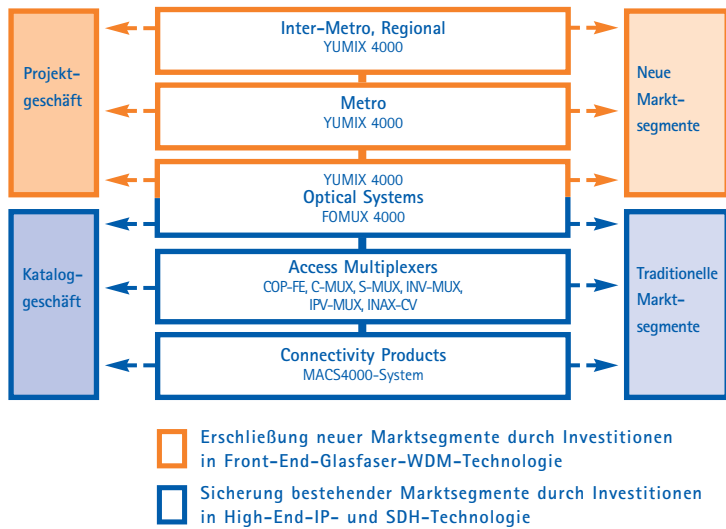 Inter-Metro, Regional
YUMIX 4000
Projekt-
geschäft
Neue
Markt-
segmente
Metro
YUMIX 4000
YUMIX 4000
Optical Systems
FOMUX 4000
Katalog-
geschäft
Traditionelle
Markt-
segmente
Access Multiplexers
COP-FE, C-MUX, S-MUX, INV-MUX,
IPV-MUX, INAX-CV
Connectivity Products
MACS4000-System
Erschließung neuer Marktsegmente durch Investitionen
in Front-End-Glasfaser-WDM-Technologie
Sicherung bestehender Marktsegmente durch Investitionen
in High-End-IP- und SDH-Technologie